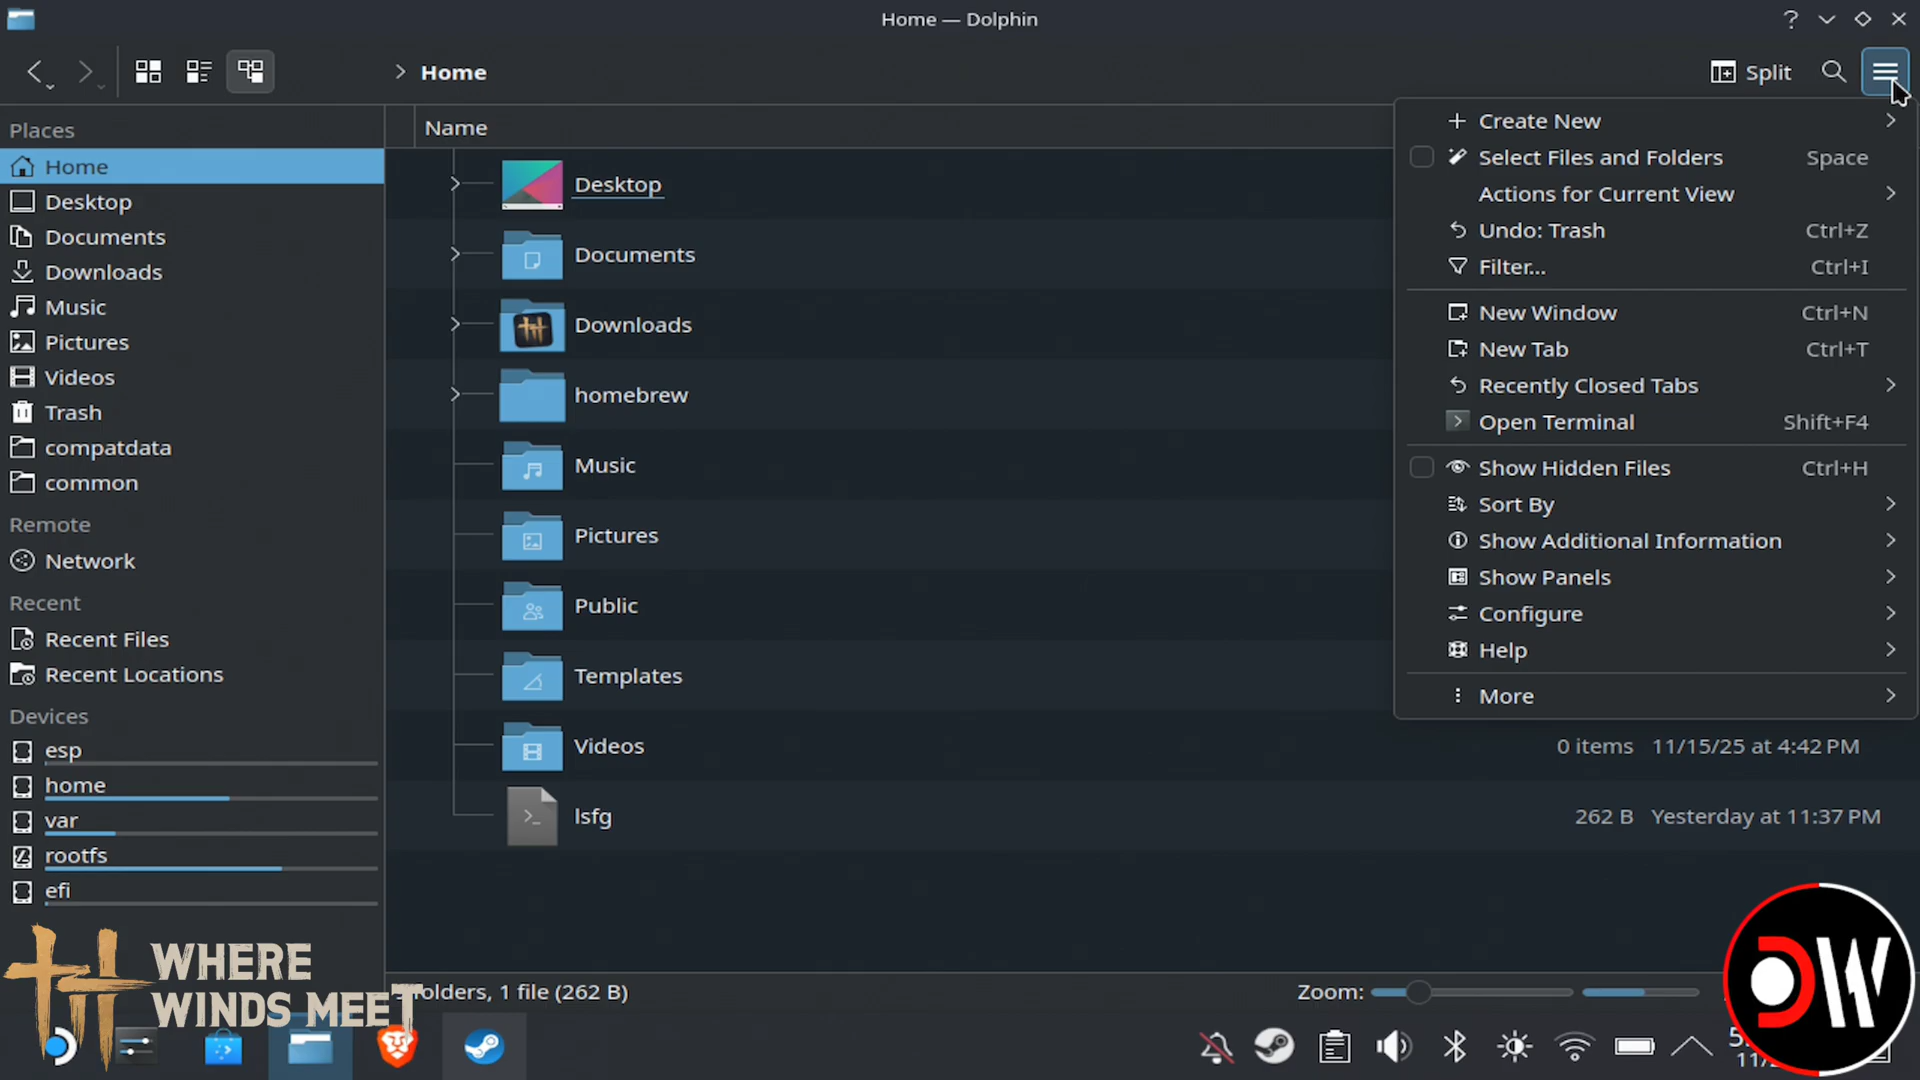 Home — Dolphin
Home
Split
Places
Home
Desktop
Documents
Downloads
Music
Pictures
Videos
Trash
compatdata
common
Remote
Network
Recent
Recent Files
Recent Locations
Devices
esp
home
var
rootfs
efi
Name
Desktop
Documents
Downloads
homebrew
Music
Pictures
Public
Templates
Videos
0 items 11/15/25 at 4:42 PM
lsfg
262 B Yesterday at 11:37 PM
Create New
Select Files and Folders Space
Actions for Current View
Undo: Trash Ctrl+Z
Filter... Ctrl+I
New Window Ctrl+N
New Tab Ctrl+T
Recently Closed Tabs
Open Terminal Shift+F4
Show Hidden Files Ctrl+H
Sort By
Show Additional Information
Show Panels
Configure
Help
More
1 file (262 B)
Zoom:
WHERE
WINDS MEET
DW